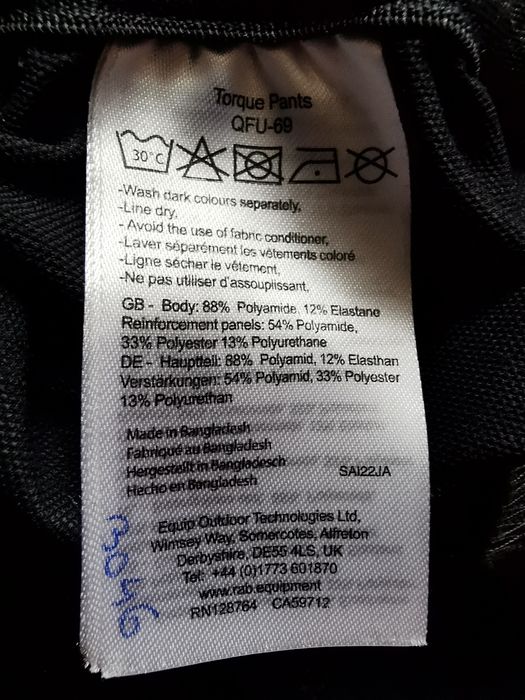 Torque Pants
QFU-69
30°C
-Wash dark colours separately,
-Line dry,
- Avoid the use of fabric conditioner,
-Laver séparément les vêtements coloré
-Ligne sécher le vêtement,
-Ne pas utiliser d'assouplissant,
GB - Body: 88% Polyamide, 12% Elastane
Reinforcement panels: 54% Polyamide,
33% Polyester 13% Polyurethane
DE - Hauptteil: 88% Polyamid, 12% Elasthan
Verstärkungen: 54% Polyamid, 33% Polyester
13% Polyurethan
Made in Bangladesh
Fabriqué au Bangladesh
Hergestellt in Bangladesch
Hecho en Bangladesh
SAI22JA
Equip Outdoor Technologies Ltd,
Wimsey Way, Somercotes, Alfreton
Derbyshire, DE55 4LS, UK
Tel: +44 (0)1773 601870
www.rab.equipment
RN128764 CA59712
3046